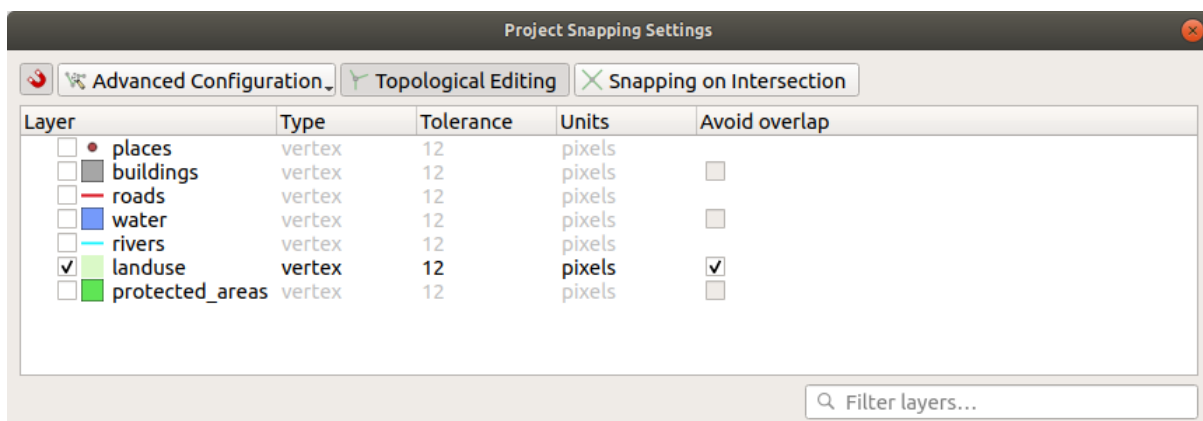 Project Snapping Settings
Advanced Configuration Topological Editing Snapping on Intersection
Layer Type Tolerance Units Avoid overlap
places vertex 12 pixels
buildings vertex 12 pixels
roads vertex 12 pixels
water vertex 12 pixels
rivers vertex 12 pixels
landuse vertex 12 pixels
protected_areas vertex 12 pixels
Filter layers...